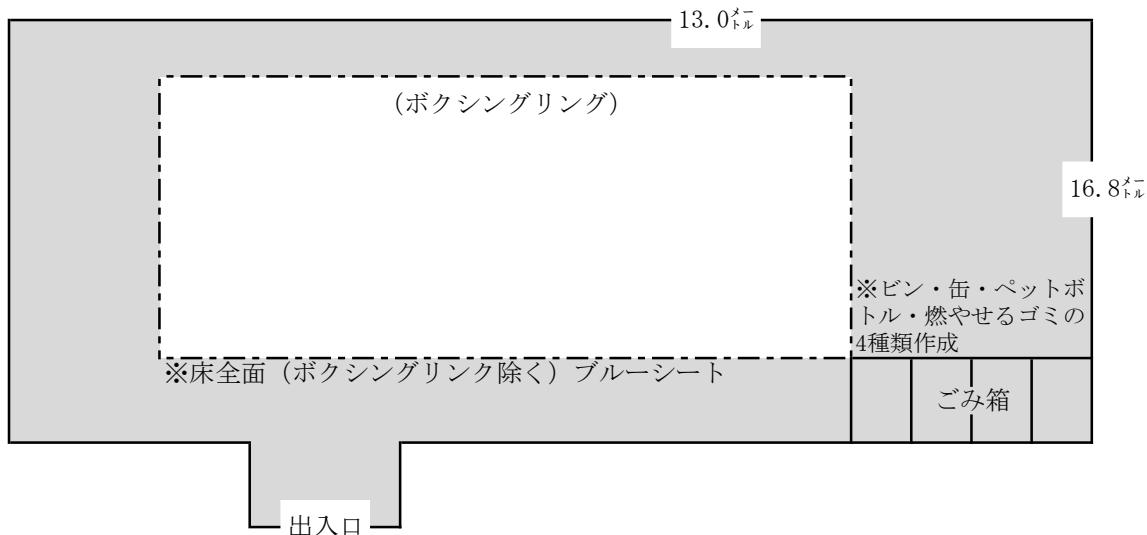 13.0メートル
(ボクシングリング)
16.8メートル
※ビン・缶・ペットボ
トル・燃やせるゴミの
4種類作成
※床全面（ボクシングリンク除く）ブルーシート
ごみ箱
出入口